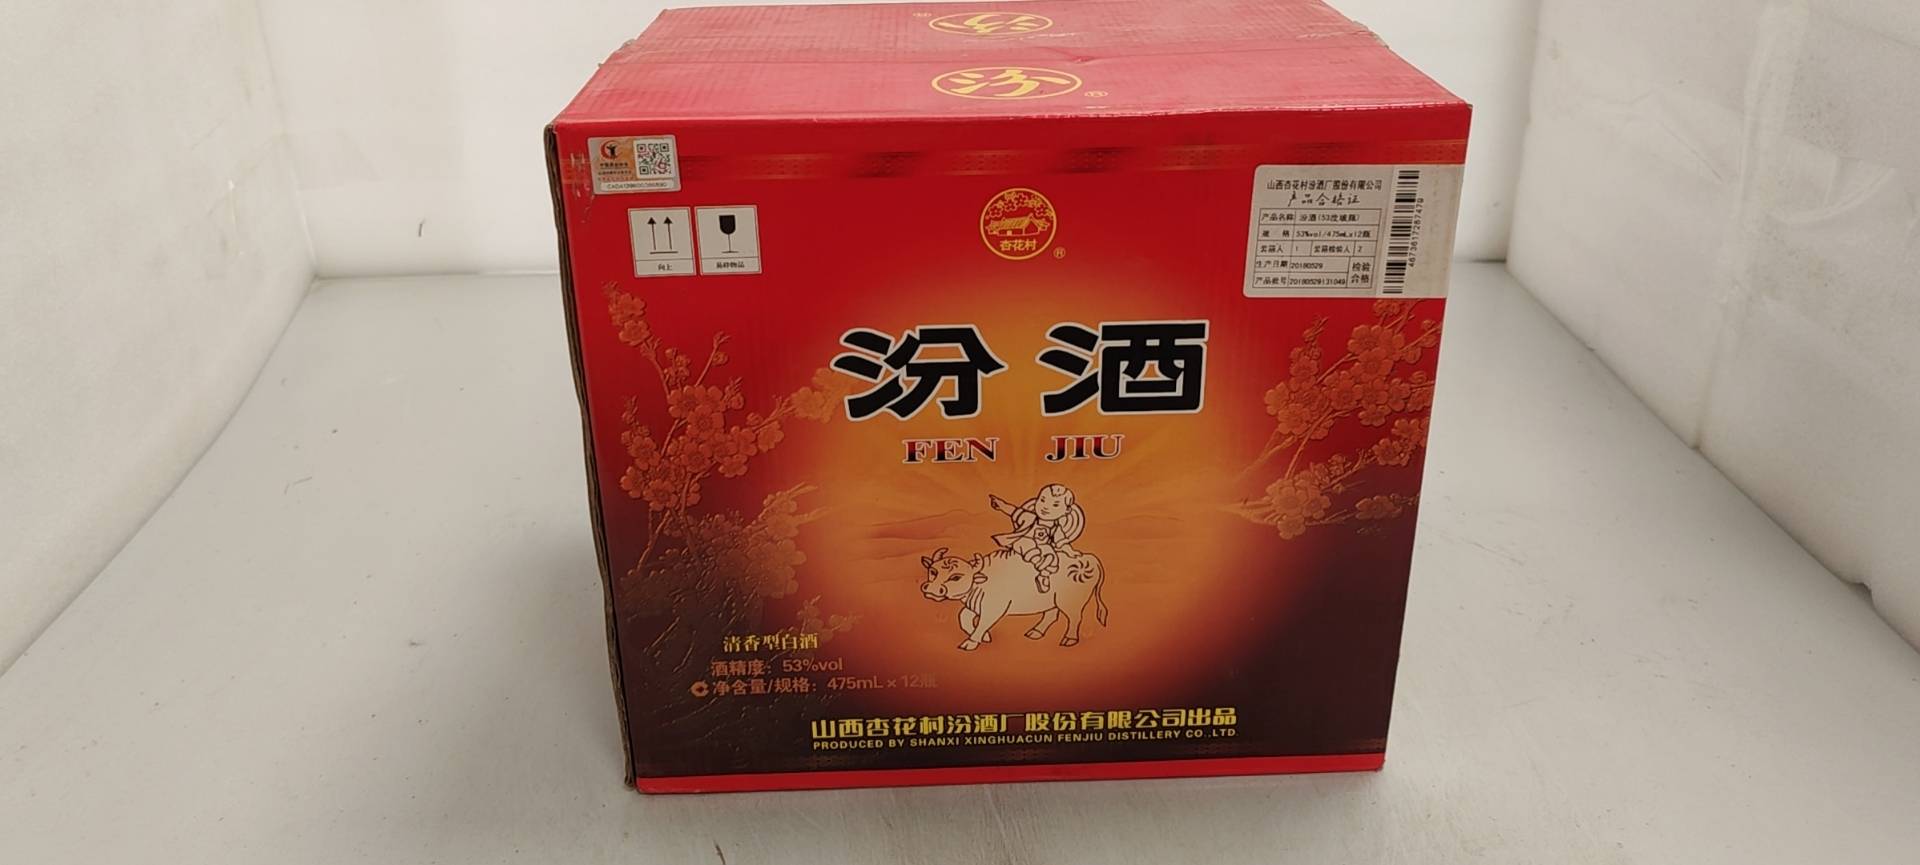 汾
®
汾
®
CADA139600366890
向上
易碎物品
杏花村
®
山西杏花村汾酒厂股份有限公司
产品合格证
产品名称 汾酒(53度玻瓶)
规 格 53%vol/475mLx12瓶
装箱人 1 装箱检验人 2
生产日期 20180529
产品批号 20180529131049
检验
合格
汾酒
FEN JIU
清香型白酒
酒精度：53%vol
净含量/规格：475mL×12瓶
山西杏花村汾酒厂股份有限公司出品
PRODUCED BY SHANXI XINGHUACUN FENJIU DISTILLERY CO.,LTD.